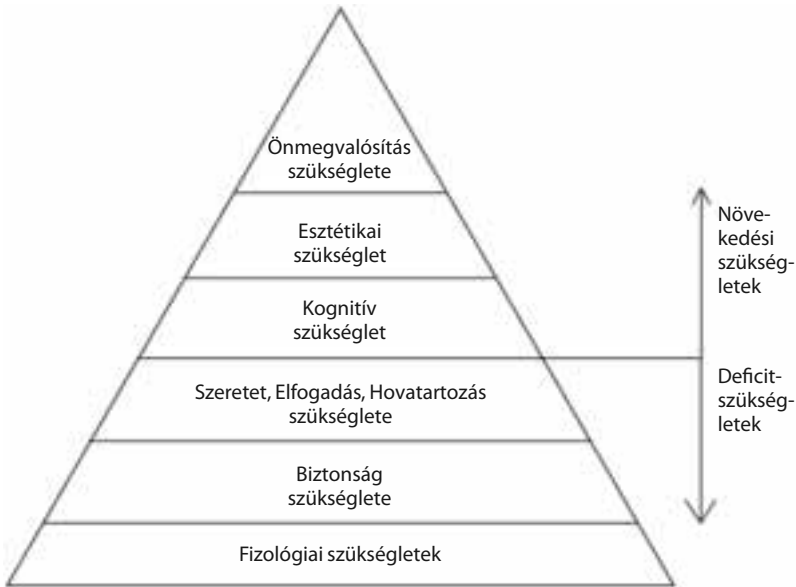 Önmegvalósítás
szükséglete
Esztétikai
szükséglet
Kognitív
szükséglet
Szeretet, Elfogadás, Hovatartozás
szükséglete
Biztonság
szükséglete
Fizológiai szükségletek
Növe-
kedési
szükség-
letek
Deficit-
szükség-
letek